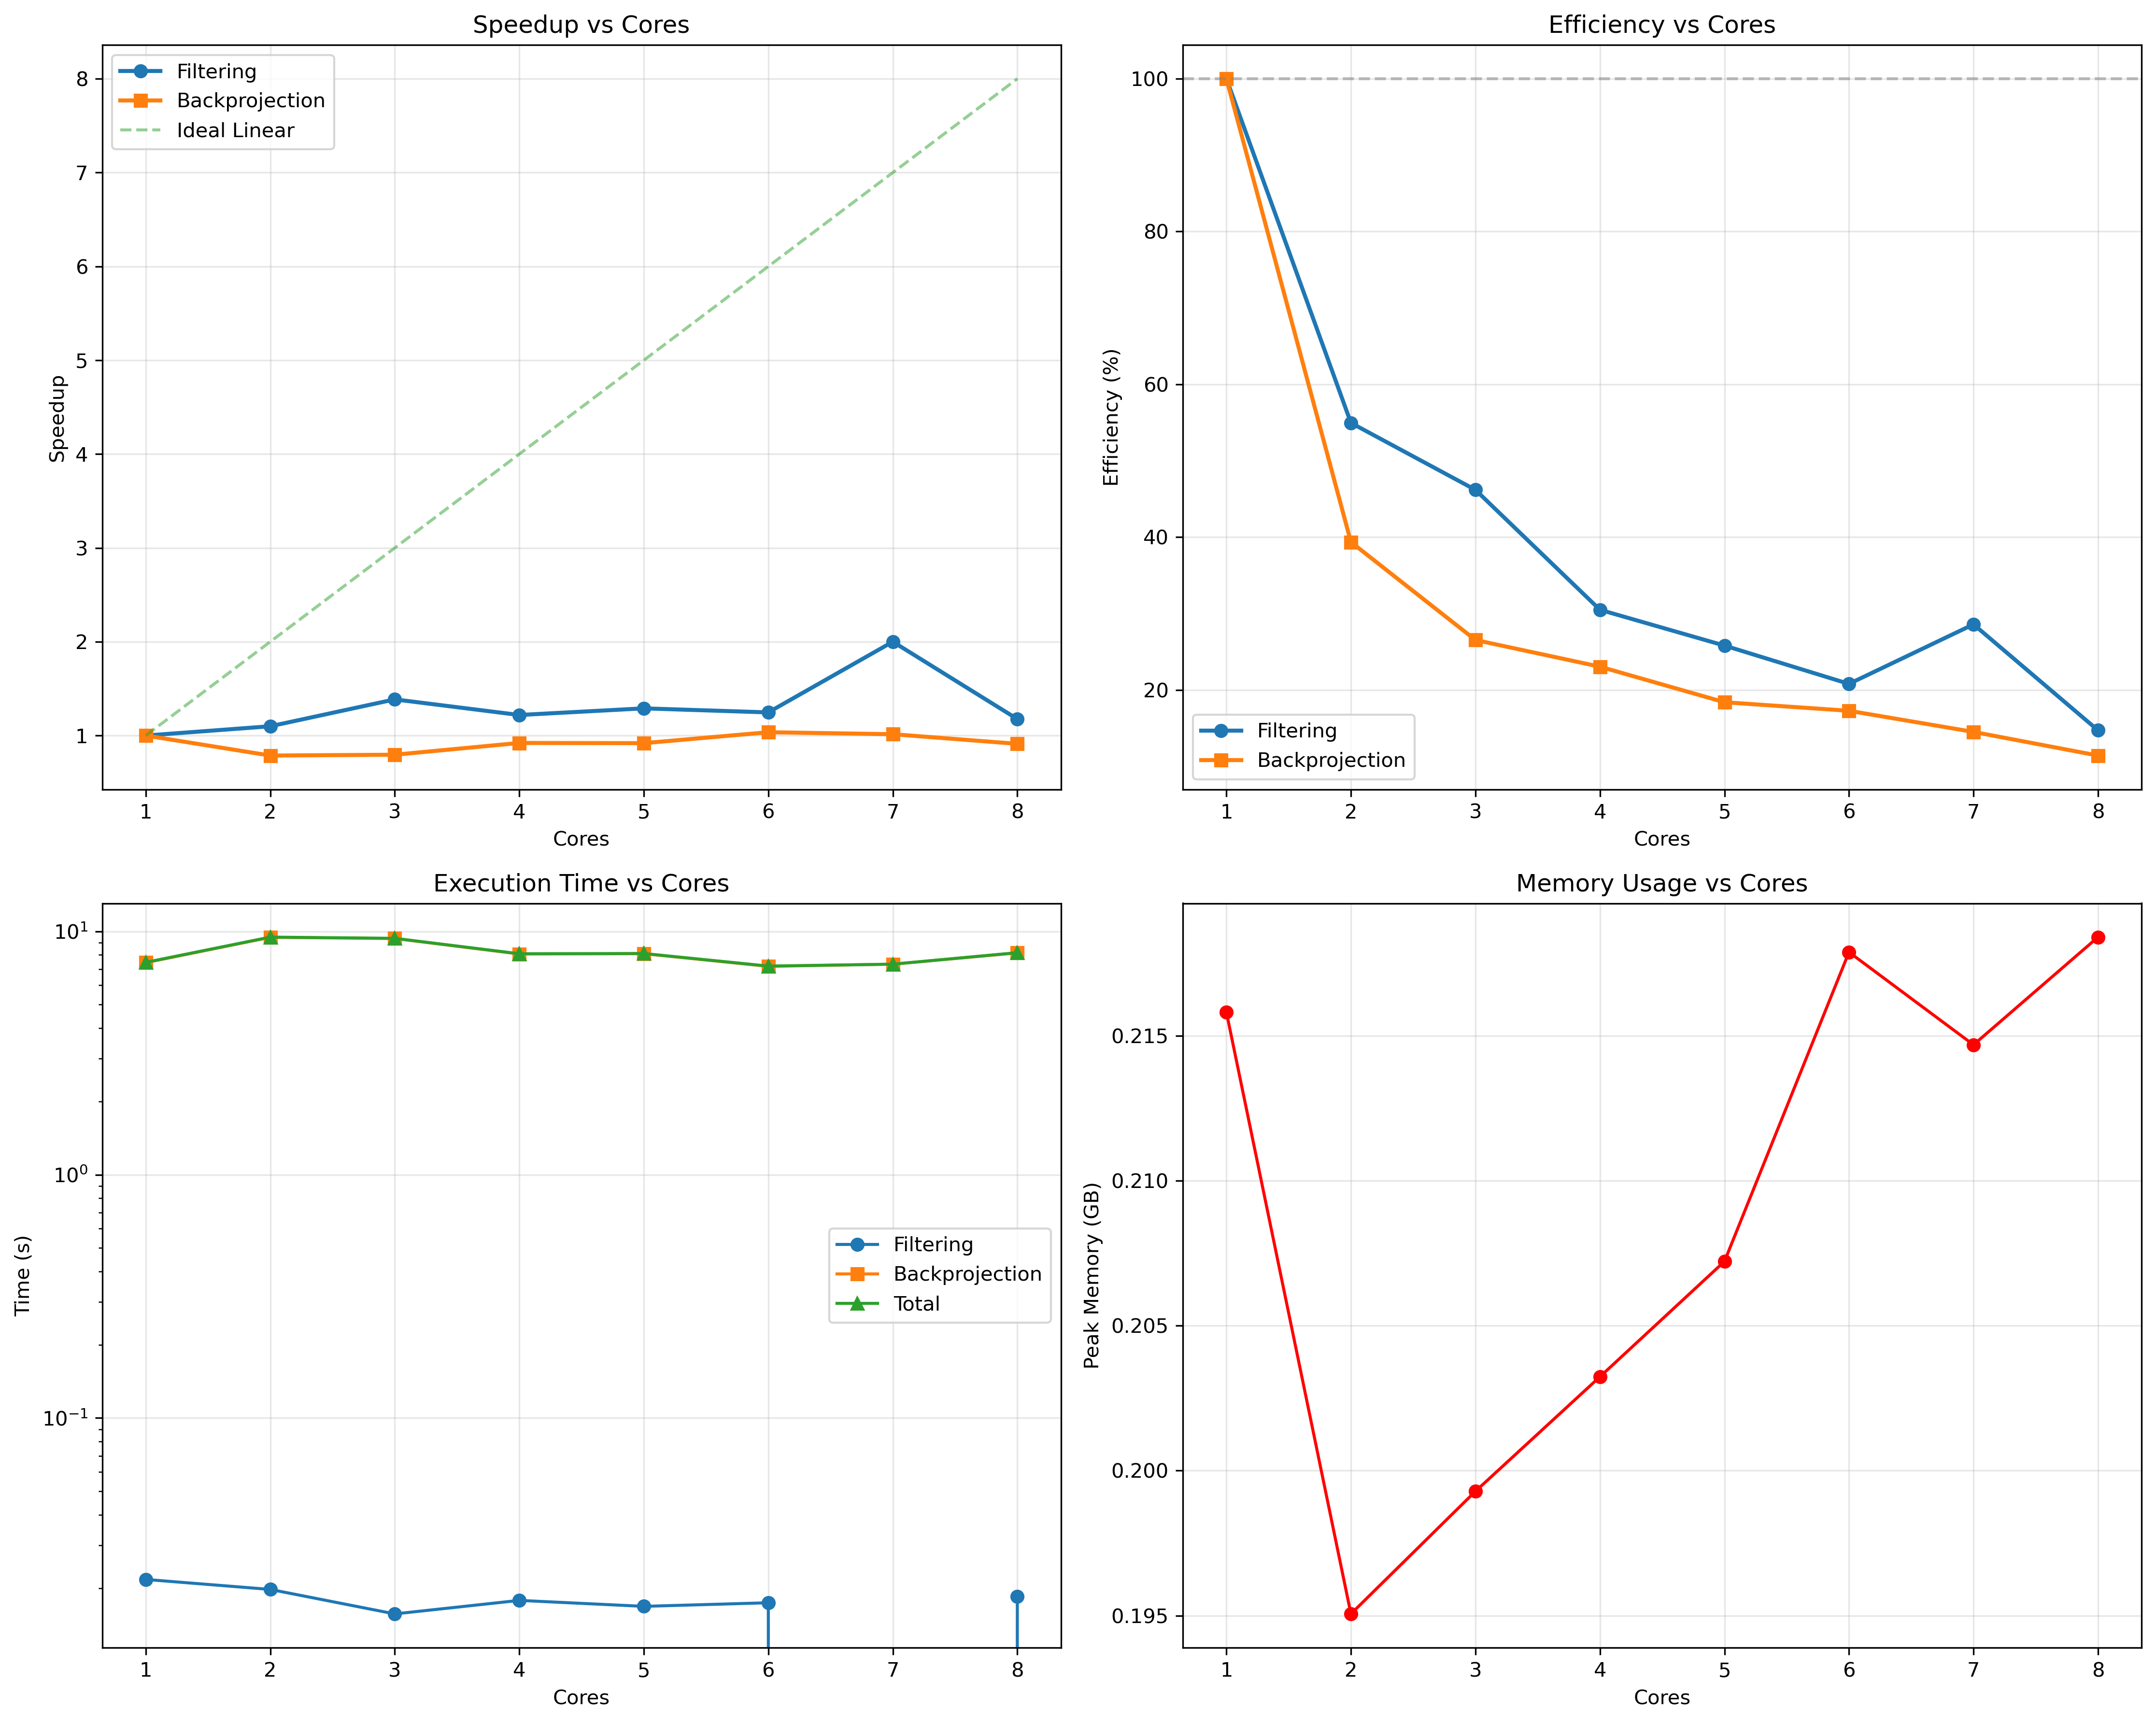 Speedup vs Cores
Speedup
8
7
6
5
4
3
2
1
Filtering
Backprojection
Ideal Linear
1 2 3 4 5 6 7 8
Cores
Efficiency vs Cores
Efficiency (%)
100
80
60
40
20
Filtering
Backprojection
1 2 3 4 5 6 7 8
Cores
Execution Time vs Cores
Time (s)
10¹
10⁰
10⁻¹
Filtering
Backprojection
Total
1 2 3 4 5 6 7 8
Cores
Memory Usage vs Cores
Peak Memory (GB)
0.215
0.210
0.205
0.200
0.195
1 2 3 4 5 6 7 8
Cores